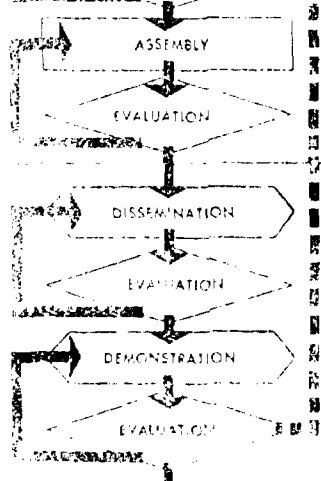 ASSEMBLY
EVALUATION
DISSEMINATION
EVALUATION
DEMONSTRATION
EVALUATION